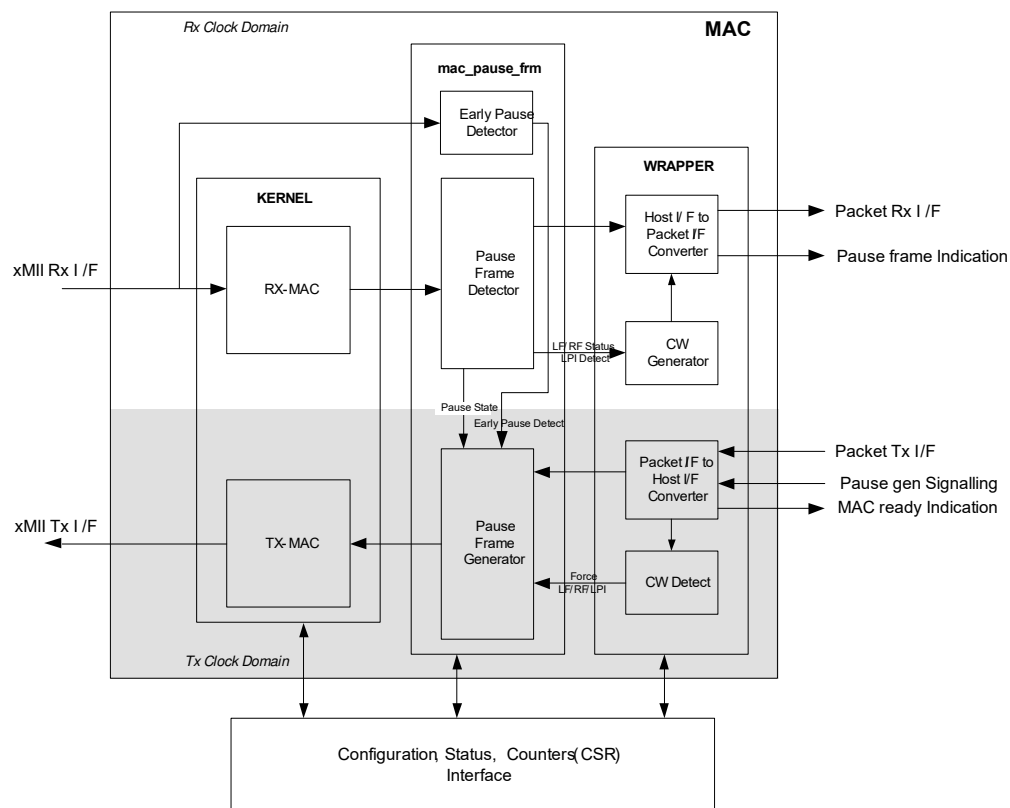 Rx Clock Domain
MAC
mac_pause_frm
Early Pause
Detector
WRAPPER
KERNEL
Host I/F to
Packet I/F
Converter
Packet Rx I/F
Pause frame Indication
xMII Rx I/F
RX-MAC
Pause
Frame
Detector
LF/RF Status
LPI Detect
CW
Generator
Pause State
Early Pause Detect
Packet I/F to
Host I/F
Converter
Packet Tx I/F
Pause gen Signalling
MAC ready Indication
xMII Tx I/F
TX-MAC
Pause
Frame
Generator
Force
LF/RF/LPI
CW Detect
Tx Clock Domain
Configuration, Status, Counters(CSR)
Interface